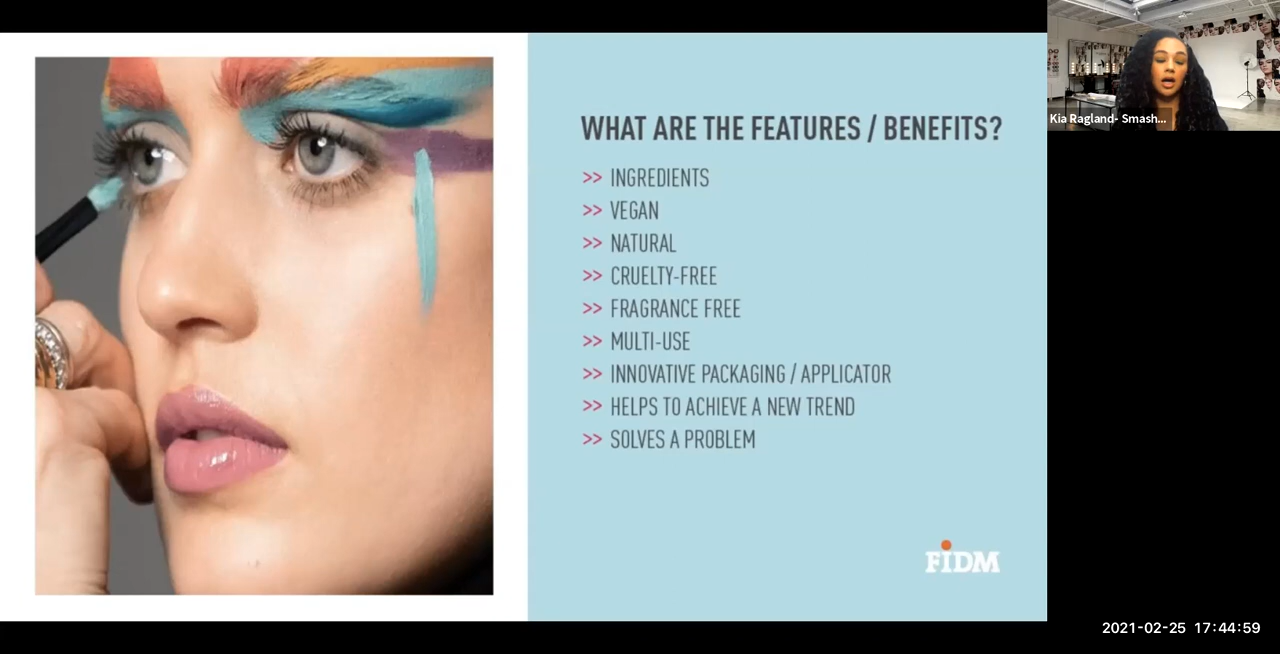 WHAT ARE THE FEATURES / BENEFITS?
>> INGREDIENTS
>> VEGAN
>> NATURAL
>> CRUELTY-FREE
>> FRAGRANCE FREE
>> MULTI-USE
>> INNOVATIVE PACKAGING / APPLICATOR
>> HELPS TO ACHIEVE A NEW TREND
>> SOLVES A PROBLEM
FIDM
Kia Ragland- Smash...
2021-02-25 17:44:59